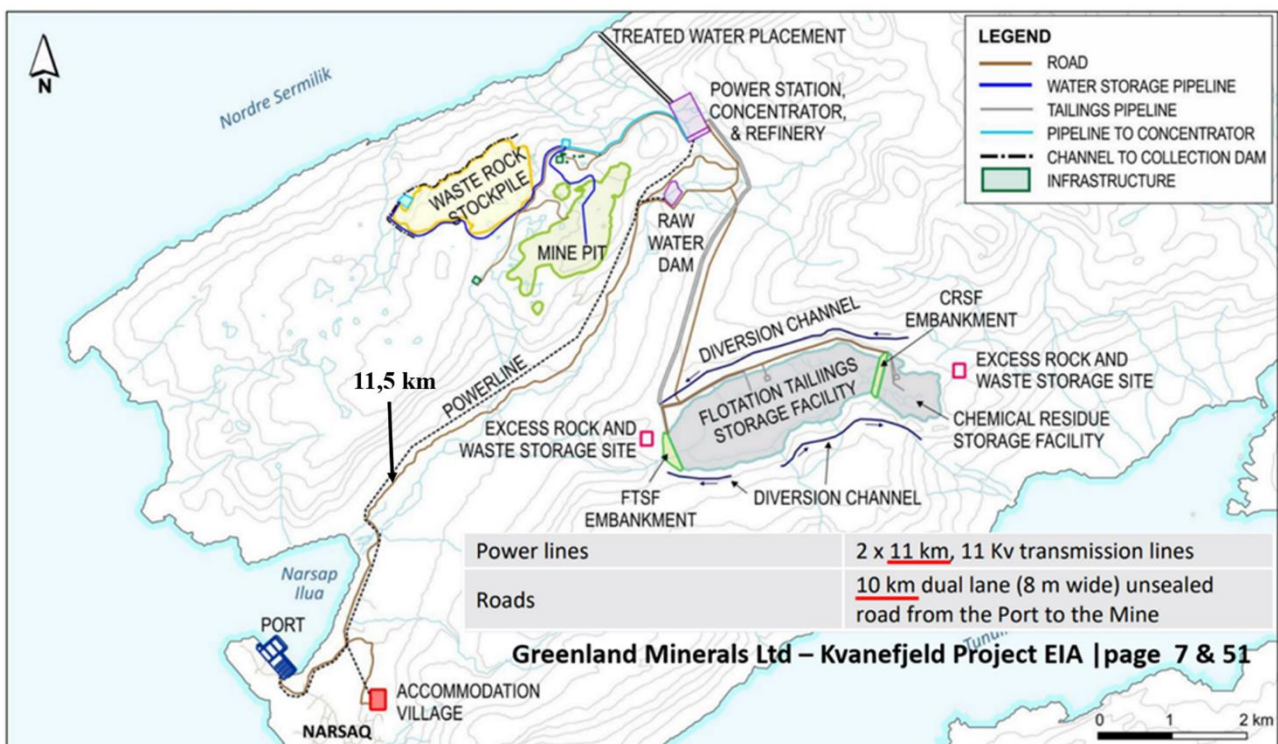 TREATED WATER PLACEMENT
N
Nordre Sermilik
POWER STATION,
CONCENTRATOR,
& REFINERY
LEGEND
ROAD
WATER STORAGE PIPELINE
TAILINGS PIPELINE
PIPELINE TO CONCENTRATOR
CHANNEL TO COLLECTION DAM
INFRASTRUCTURE
WASTE ROCK
STOCKPILE
MINE PIT
RAW
WATER
DAM
CRSF
EMBANKMENT
DIVERSION CHANNEL
11,5 km
POWERLINE
FLOTATION TAILIINGS
STORAGE FACILITY
EXCESS ROCK AND
WASTE STORAGE SITE
CHEMICAL RESIDUE
STORAGE FACILITY
EXCESS ROCK AND
WASTE STORAGE SITE
FTSF
EMBANKMENT
DIVERSION CHANNEL
Power lines 2 x 11 km, 11 Kv transmission lines
Roads 10 km dual lane (8 m wide) unsealed
road from the Port to the Mine
Narsap
Ilua
PORT
Greenland Minerals Ltd – Kvanefjeld Project EIA |page 7 & 51
ACCOMMODATION
VILLAGE
NARSAQ
0 1 2 km